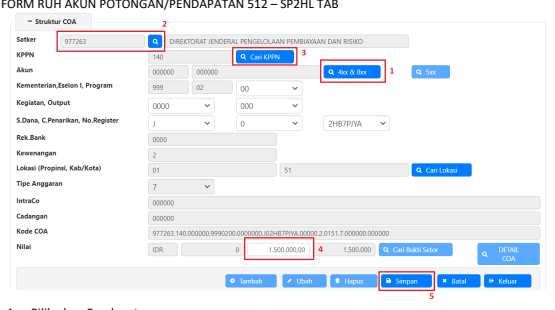 FORM RUH AKUN POTONGAN/PENDAPATAN 512 – SP2HL TAB
− Struktur COA
2
Satker 977263 DIREKTORAT JENDERAL PENGELOLAAN PEMBIAYAAN DAN RISIKO
KPPN 140 Cari KPPN 3
Akun 000000 000000 4xx & 8xx 1 5xx
Kementerian,Eselon I, Program 999 02 00
Kegiatan, Output 0000 000
S.Dana, C.Penarikan, No.Register J 0 2HB7PJYA
Rek.Bank 0000
Kewenangan 2
Lokasi (Propinsi, Kab/Kota) 01 51 Cari Lokasi
Tipe Anggaran 7
IntraCo 000000
Cadangan 000000
Kode COA 977263.140.000000.9990200.0000000.J02HB7PJYA.00000.2.0151.7.000000.000000
Nilai IDR 0 1.500.000,00 4 1.500.000 Cari Bukti Setor DETAIL COA
Tambah Ubah Hapus Simpan Batal Keluar
5